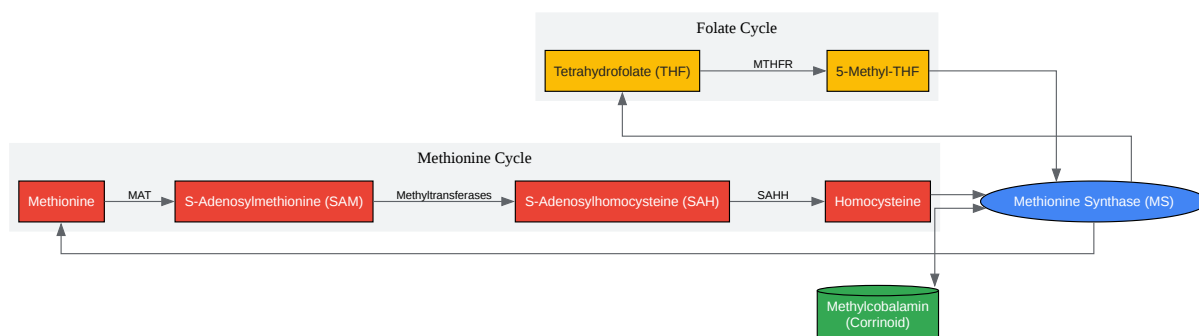 Folate Cycle
Tetrahydrofolate (THF)
MTHFR
5-Methyl-THF
Methionine Cycle
Methionine
MAT
S-Adenosylmethionine (SAM)
Methyltransferases
S-Adenosylhomocysteine (SAH)
SAHH
Homocysteine
Methionine Synthase (MS)
Methylcobalamin
(Corrinoid)